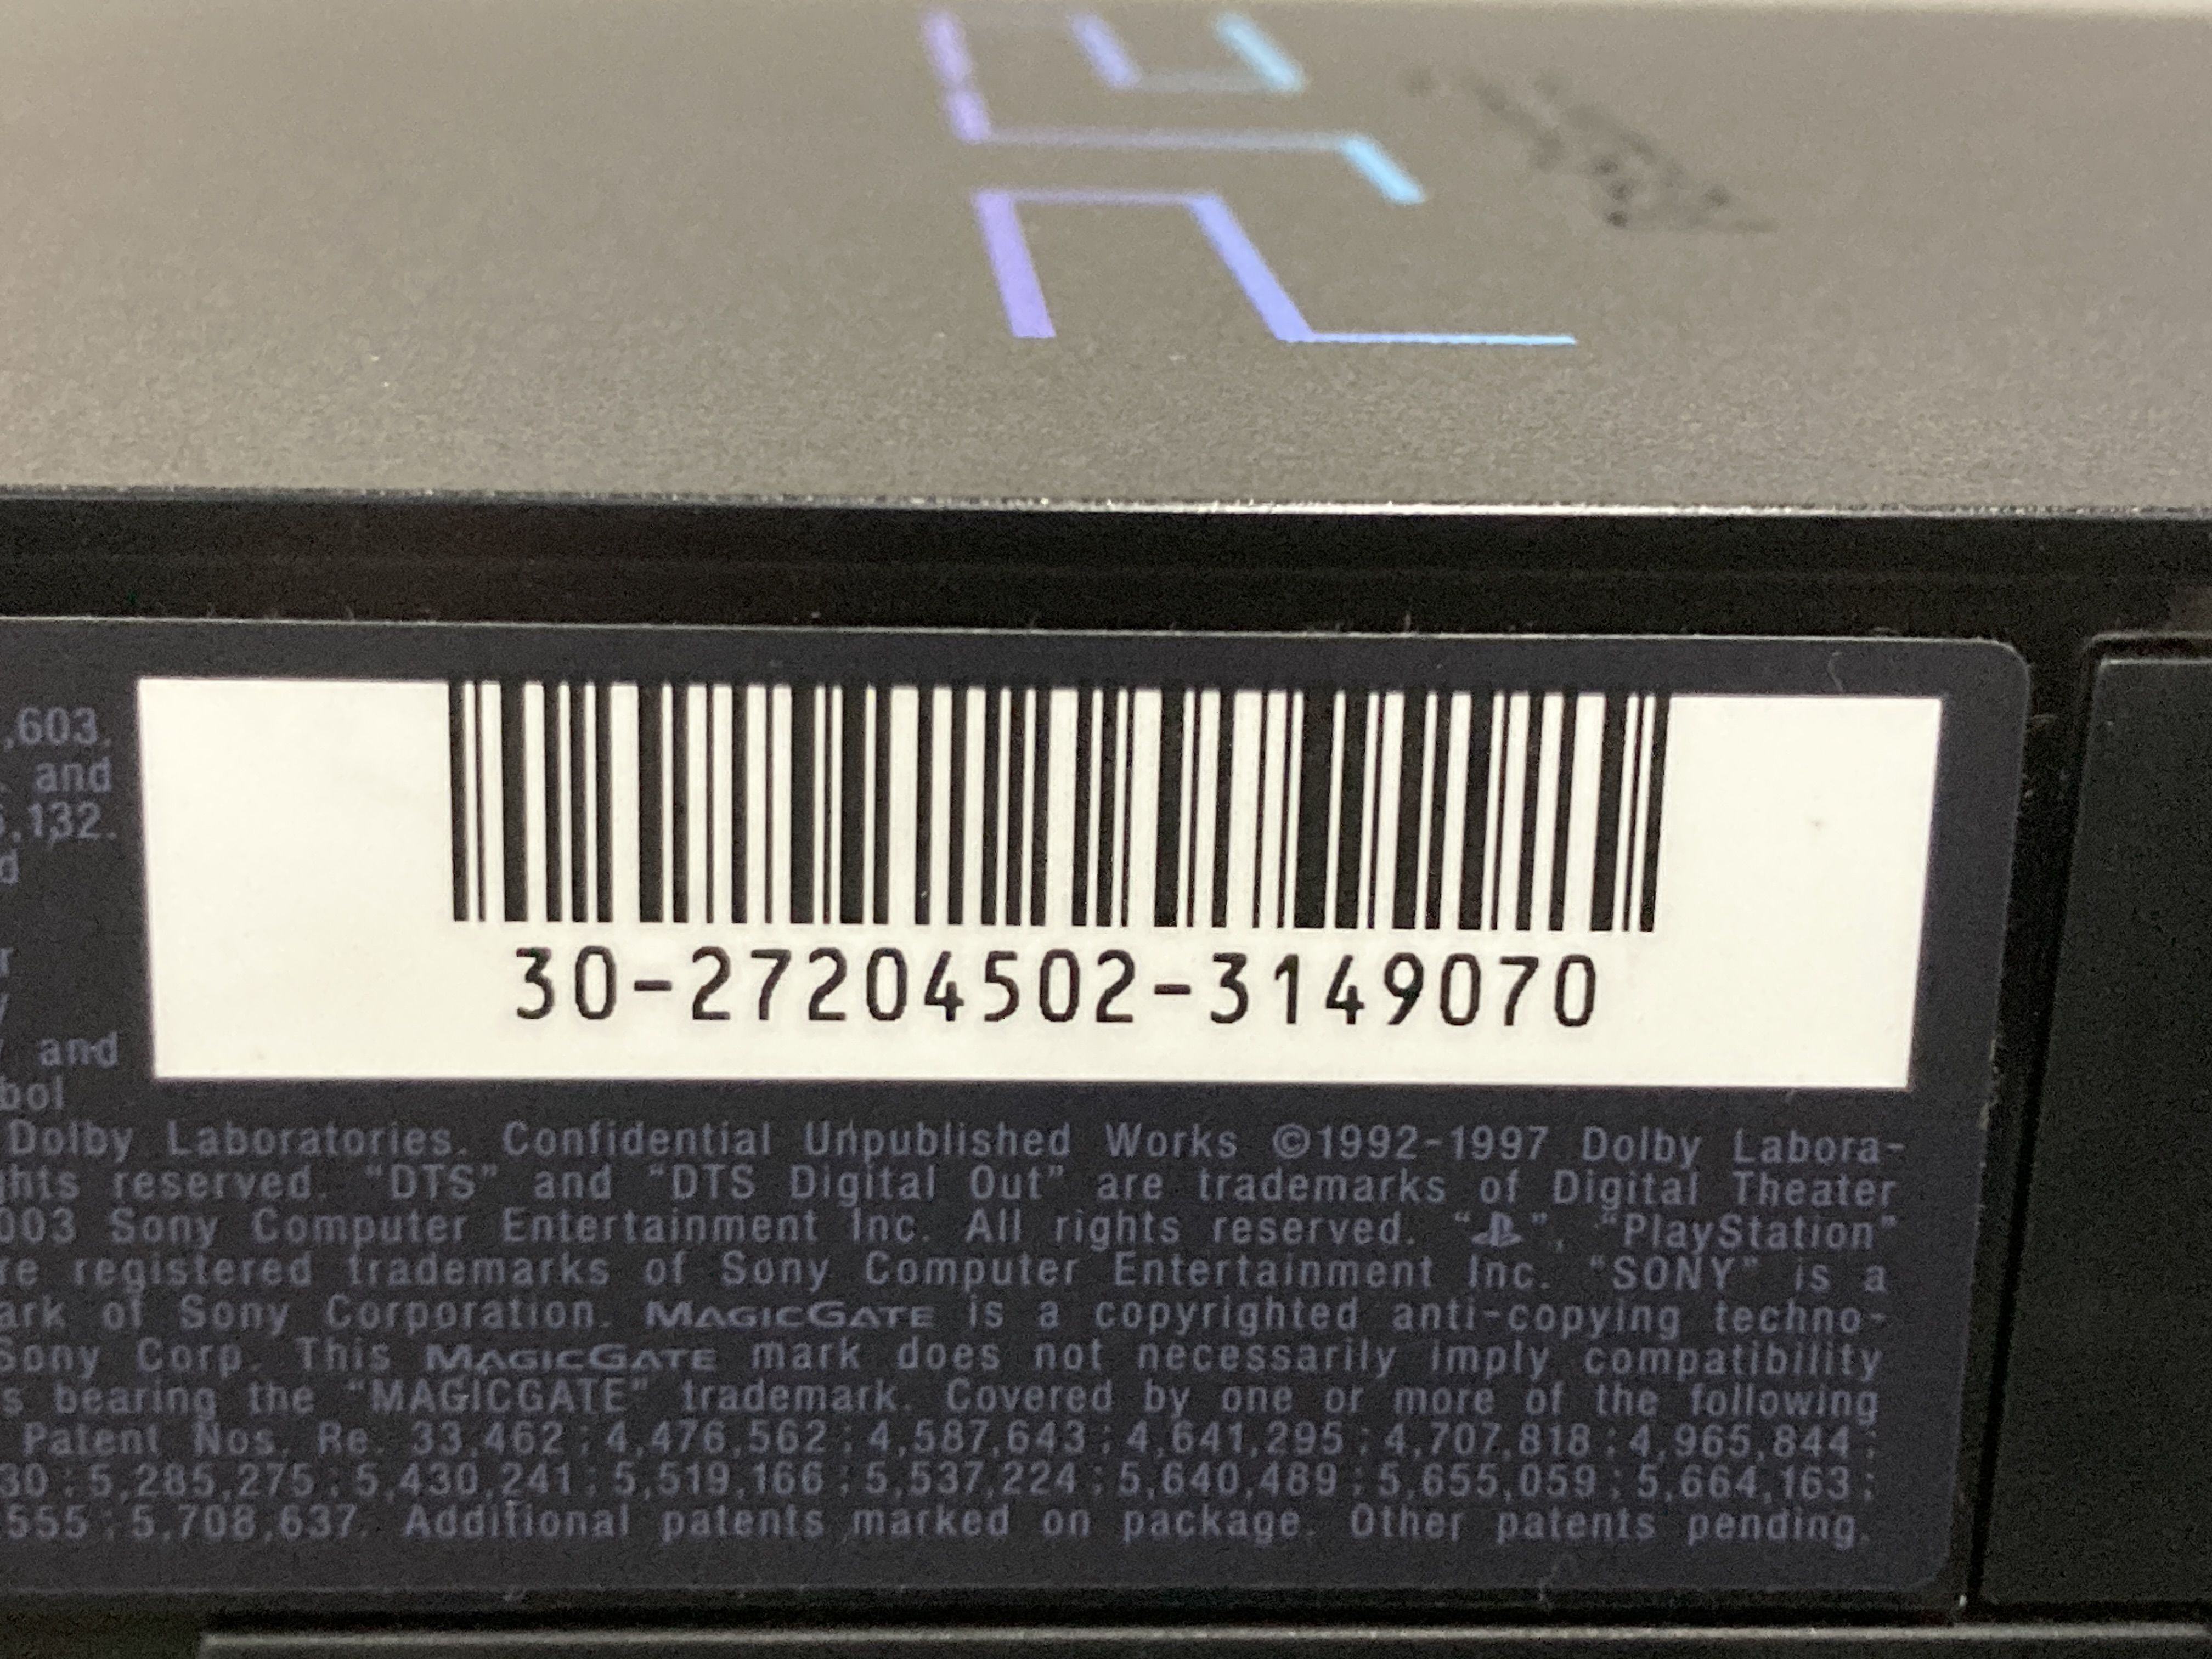 ,603,
and
,132.
d
30-27204502-3149070
and
bol
Dolby Laboratories. Confidential Unpublished Works ©1992-1997 Dolby Labora-
ghts reserved. “DTS” and “DTS Digital Out” are trademarks of Digital Theater
003 Sony Computer Entertainment Inc. All rights reserved. “ ”, “PlayStation”
re registered trademarks of Sony Computer Entertainment Inc. “SONY” is a
ark of Sony Corporation. MAGICGATE is a copyrighted anti-copying techno-
Sony Corp. This MAGICGATE mark does not necessarily imply compatibility
s bearing the “MAGICGATE” trademark. Covered by one or more of the following
Patent Nos. Re. 33,462 ; 4,476,562 ; 4,587,643 ; 4,641,295 ; 4,707,818 ; 4,965,844 ;
30 ; 5,285,275 ; 5,430,241 ; 5,519,166 ; 5,537,224 ; 5,640,489 ; 5,655,059 ; 5,664,163 ;
555 ; 5,708,637. Additional patents marked on package. Other patents pending.